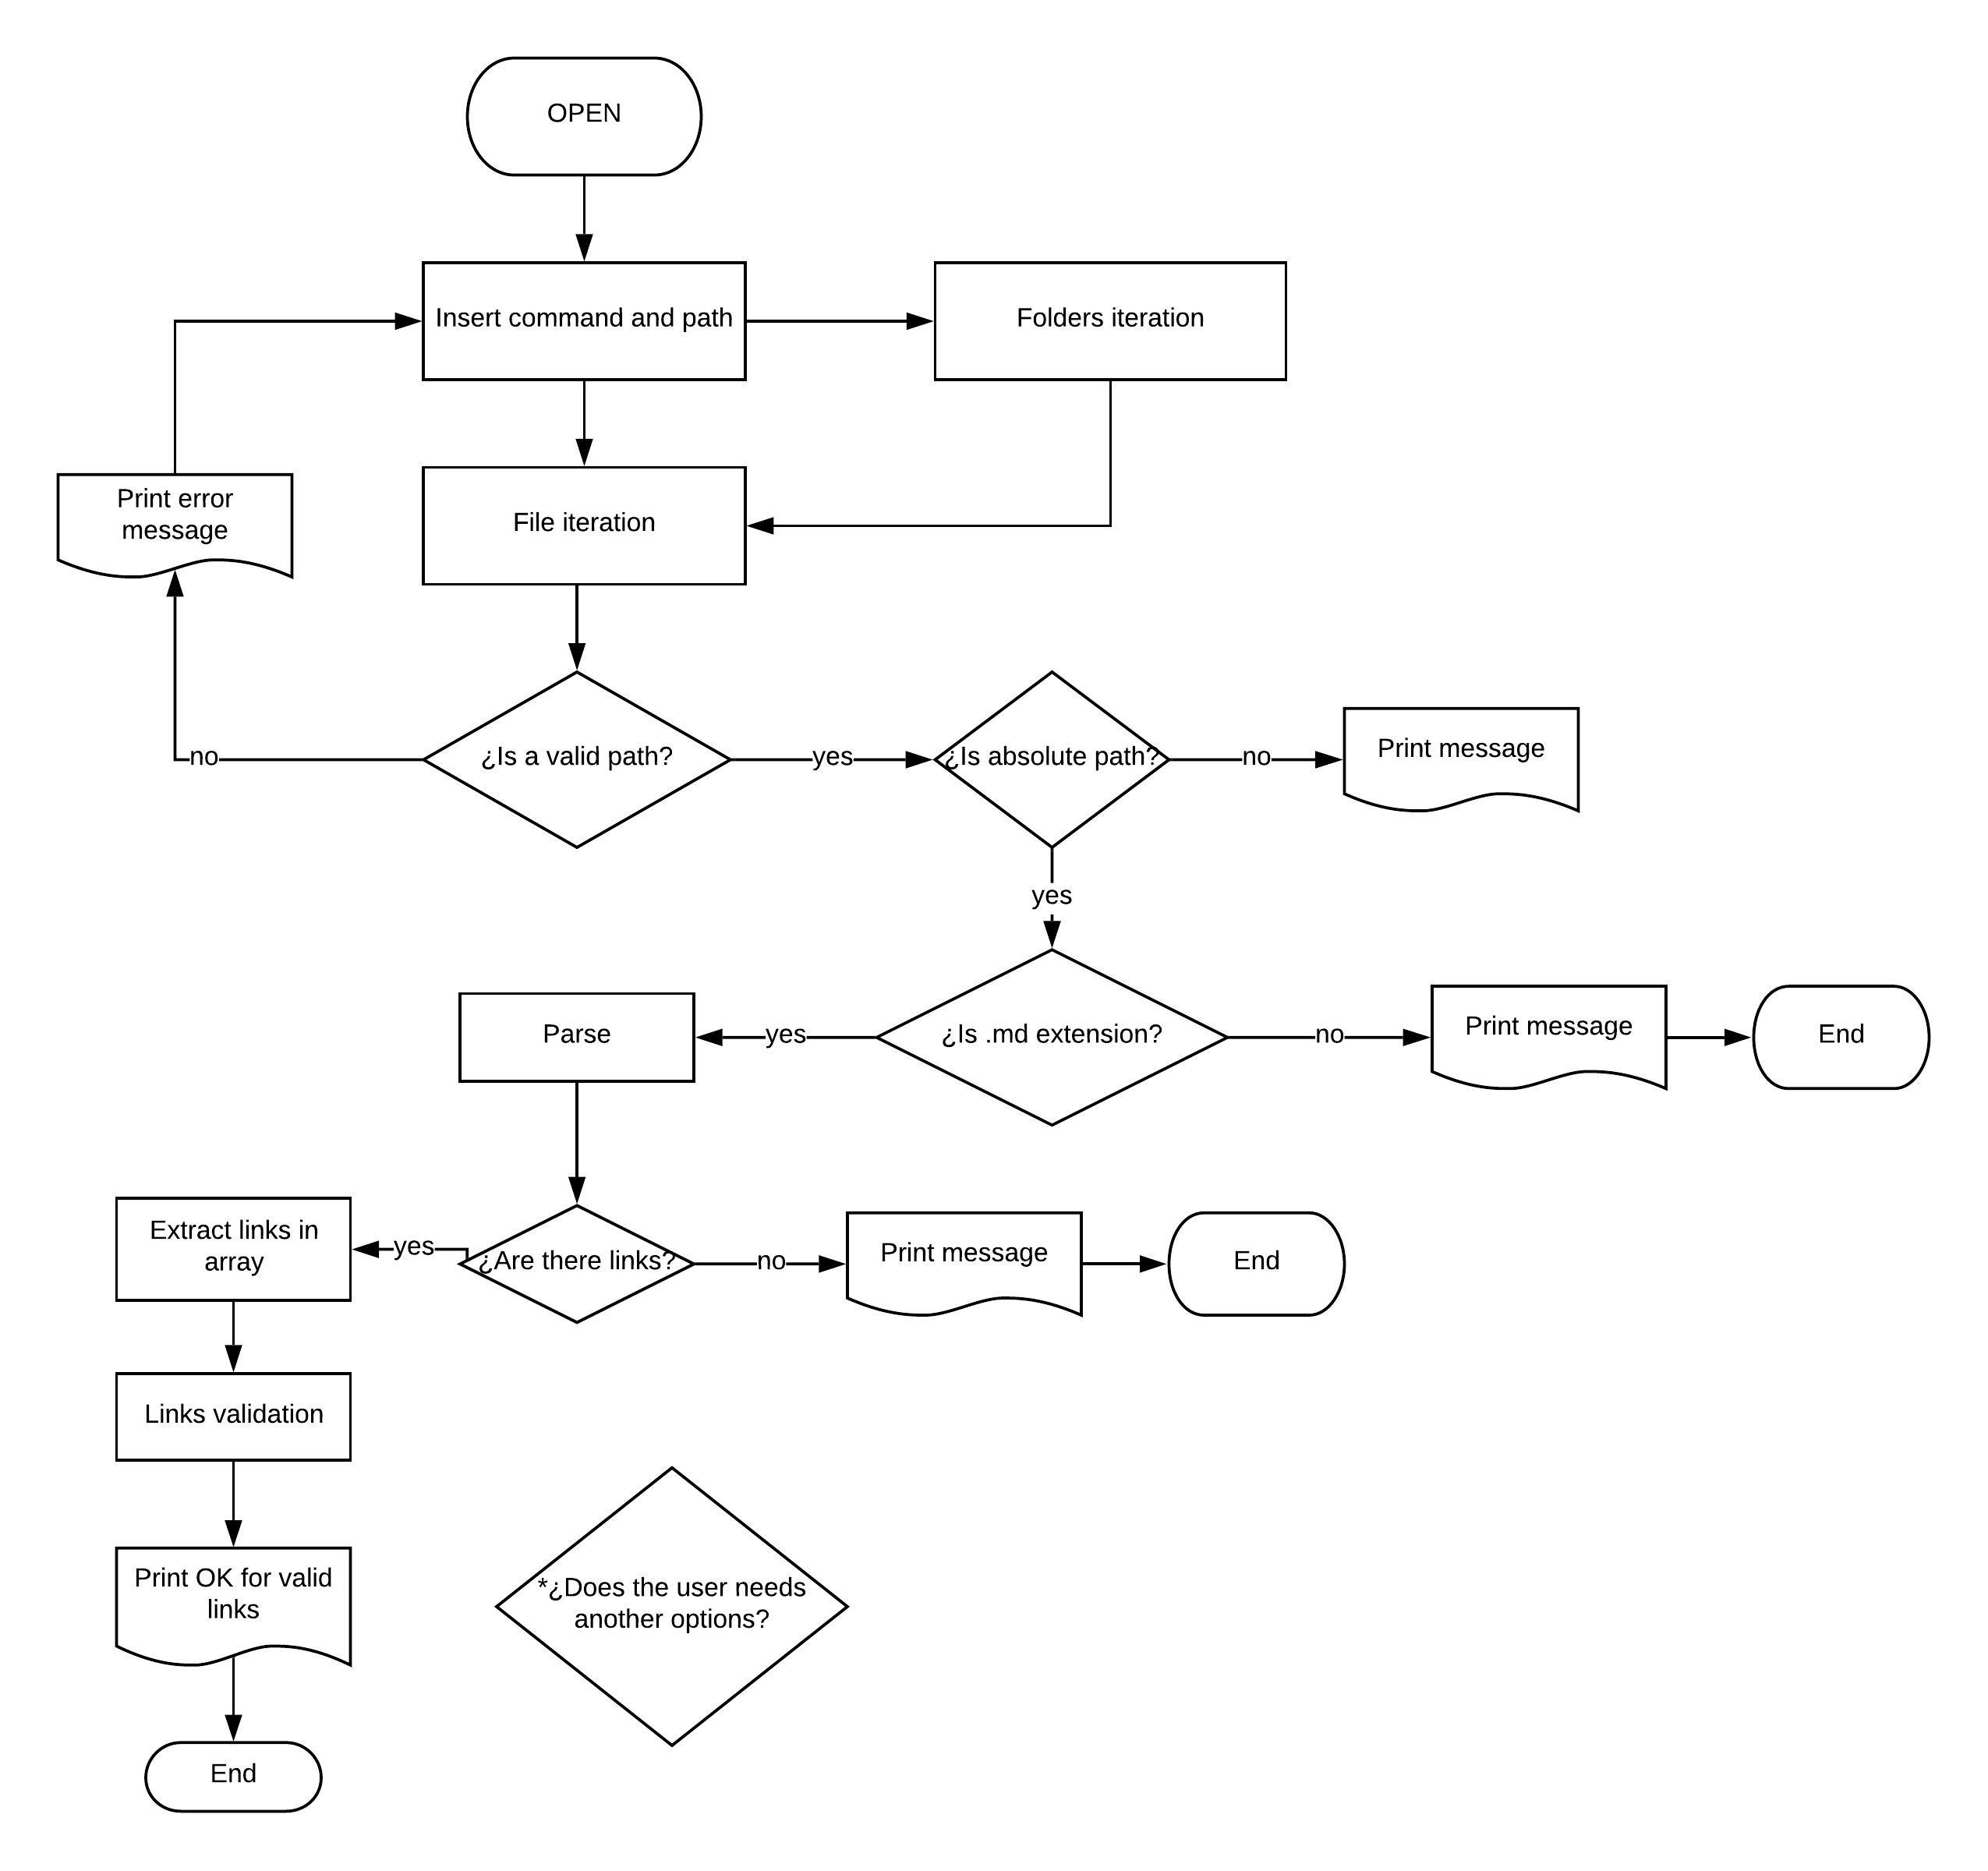 OPEN
Insert command and path
Folders iteration
Print error
message
File iteration
no
¿Is a valid path?
yes
¿Is absolute path?
no
Print message
yes
Parse
yes
¿Is .md extension?
no
Print message
End
Extract links in
array
yes
¿Are there links?
no
Print message
End
Links validation
Print OK for valid
links
*¿Does the user needs
another options?
End